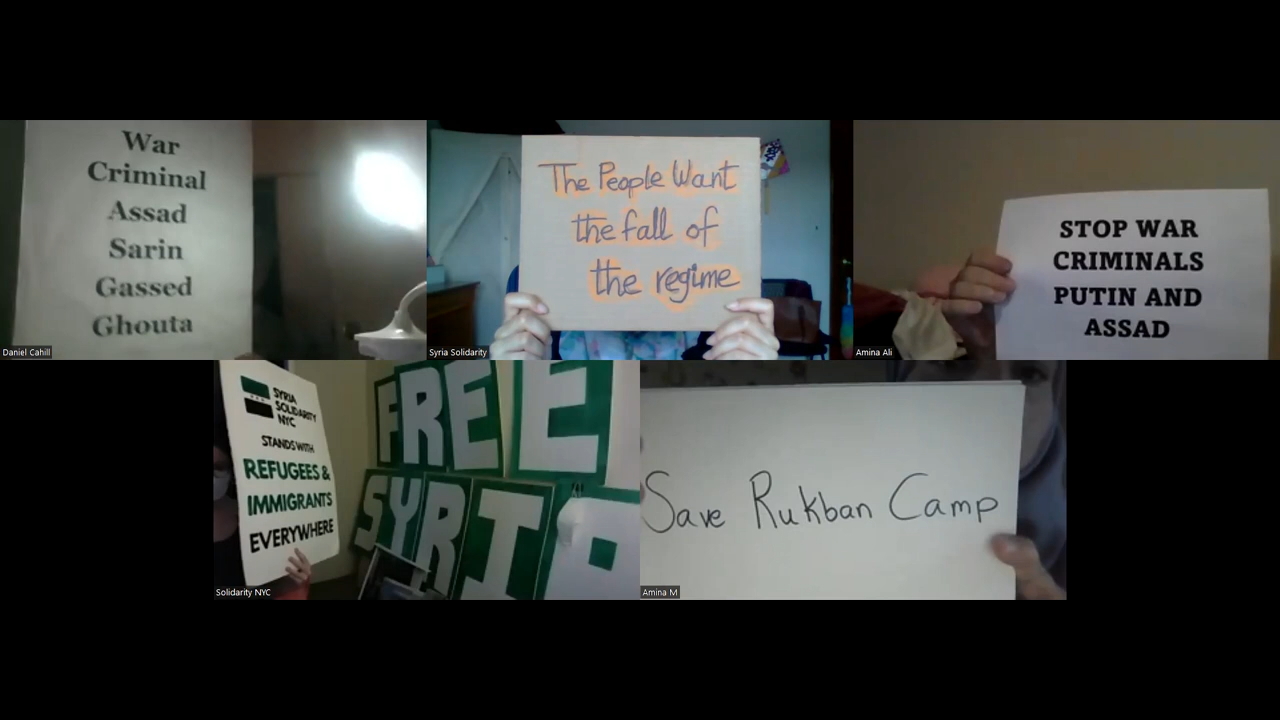 War
Criminal
Assad
Sarin
Gassed
Ghouta
Daniel Cahill
The People Want
the fall of
the regime
Syria Solidarity
STOP WAR
CRIMINALS
PUTIN AND
ASSAD
Amina Ali
SYRIA
SOLIDARITY
NYC
STANDS WITH
REFUGEES &
IMMIGRANTS
EVERYWHERE
FREE
SYRIA
Solidarity NYC
Save Rukban Camp
Amina M